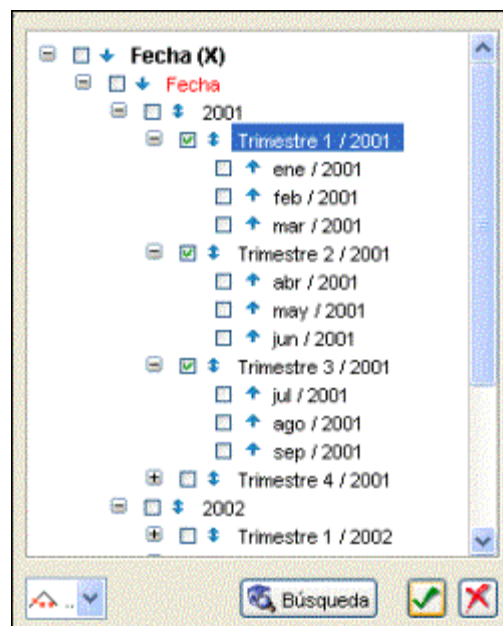 Fecha (X)
Fecha
2001
Trimestre 1 / 2001
ene / 2001
feb / 2001
mar / 2001
Trimestre 2 / 2001
abr / 2001
may / 2001
jun / 2001
Trimestre 3 / 2001
jul / 2001
ago / 2001
sep / 2001
Trimestre 4 / 2001
2002
Trimestre 1 / 2002
.. Búsqueda